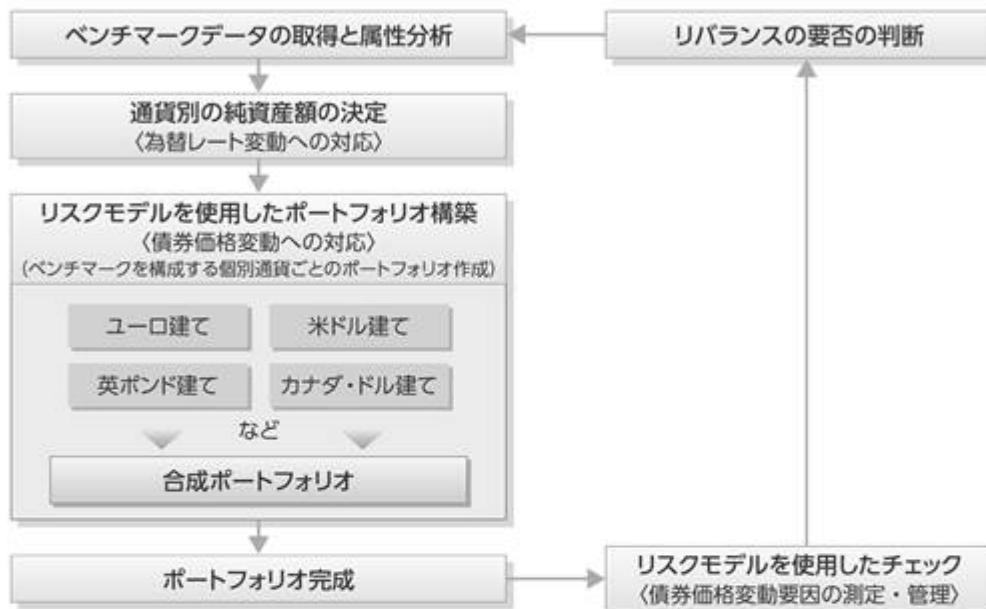 ベンチマークデータの取得と属性分析
リバランスの要否の判断
通貨別の純資産額の決定
〈為替レート変動への対応〉
リスクモデルを使用したポートフォリオ構築
〈債券価格変動への対応〉
(ベンチマークを構成する個別通貨ごとのポートフォリオ作成)
ユーロ建て
米ドル建て
英ポンド建て
カナダ・ドル建て
など
合成ポートフォリオ
ポートフォリオ完成
リスクモデルを使用したチェック
〈債券価格変動要因の測定・管理〉